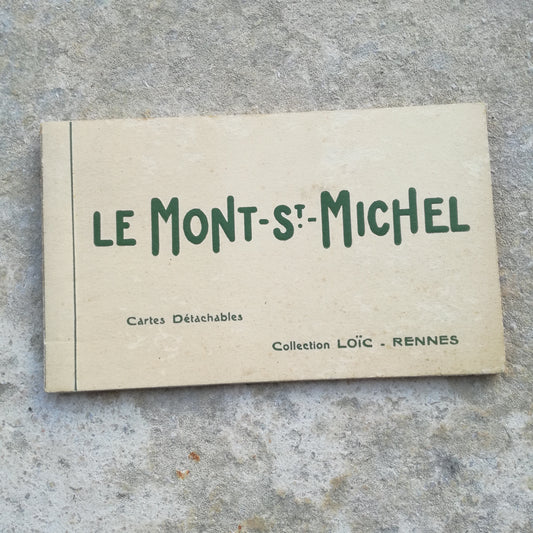 LE MONT-ST.-MICHEL
Cartes Détachables
Collection LOÏC - RENNES